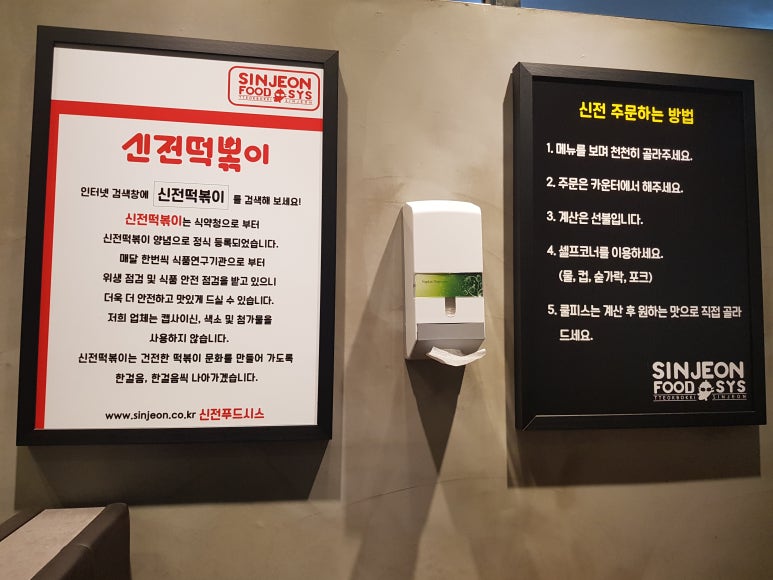 SINJEON
FOOD SYS
TTEOKBOKKI SINJEON
신전떡볶이
인터넷 검색창에 신전떡볶이 를 검색해 보세요!
신전떡볶이는 식약청으로 부터
신전떡볶이 양념으로 정식 등록되었습니다.
매달 한번씩 식품연구기관으로 부터
위생 점검 및 식품 안전 점검을 받고 있으니
더욱 더 안전하고 맛있게 드실 수 있습니다.
저희 업체는 캡사이신, 색소 및 첨가물을
사용하지 않습니다.
신전떡볶이는 건전한 떡볶이 문화를 만들어 가도록
한걸음, 한걸음씩 나아가겠습니다.
www.sinjeon.co.kr 신전푸드시스
신전 주문하는 방법
1. 메뉴를 보며 천천히 골라주세요.
2. 주문은 카운터에서 해주세요.
3. 계산은 선불입니다.
4. 셀프코너를 이용하세요.
(물, 컵, 숟가락, 포크)
5. 쿨피스는 계산 후 원하는 맛으로 직접 골라
드세요.
SINJEON
FOOD SYS
TTEOKBOKKI SINJEON